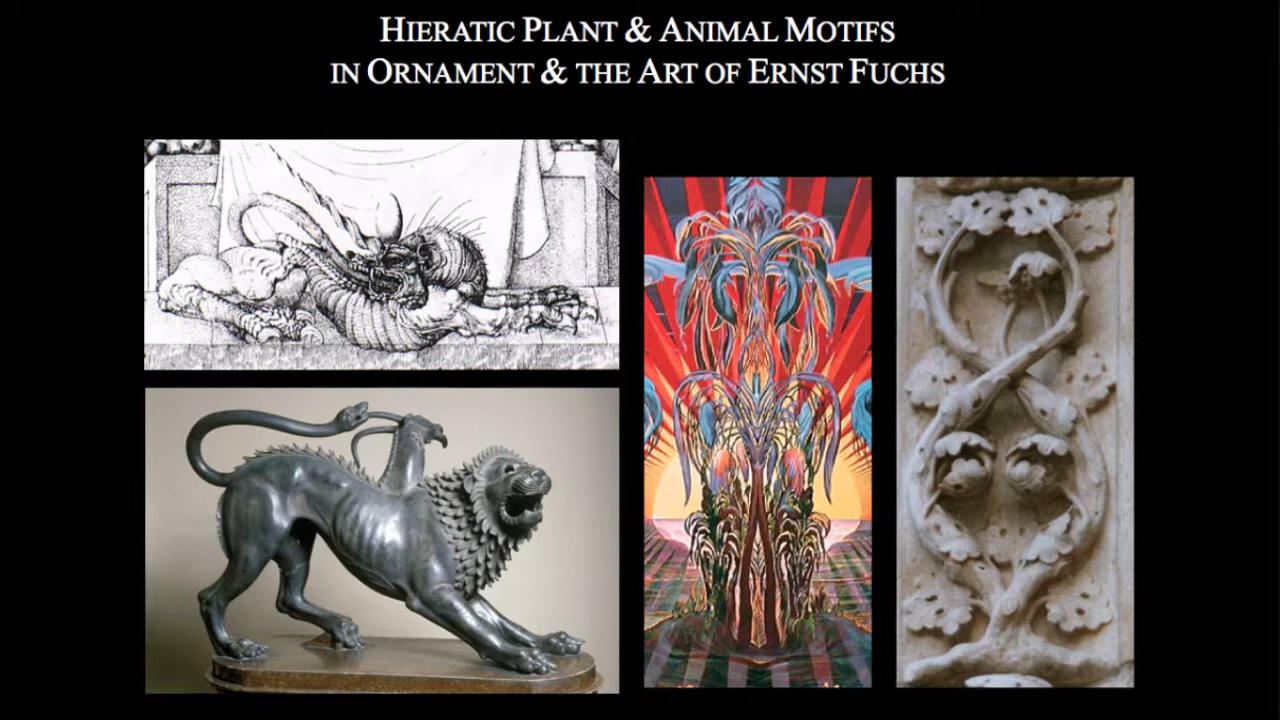 HIERATIC PLANT & ANIMAL MOTIFS
IN ORNAMENT & THE ART OF ERNST FUCHS